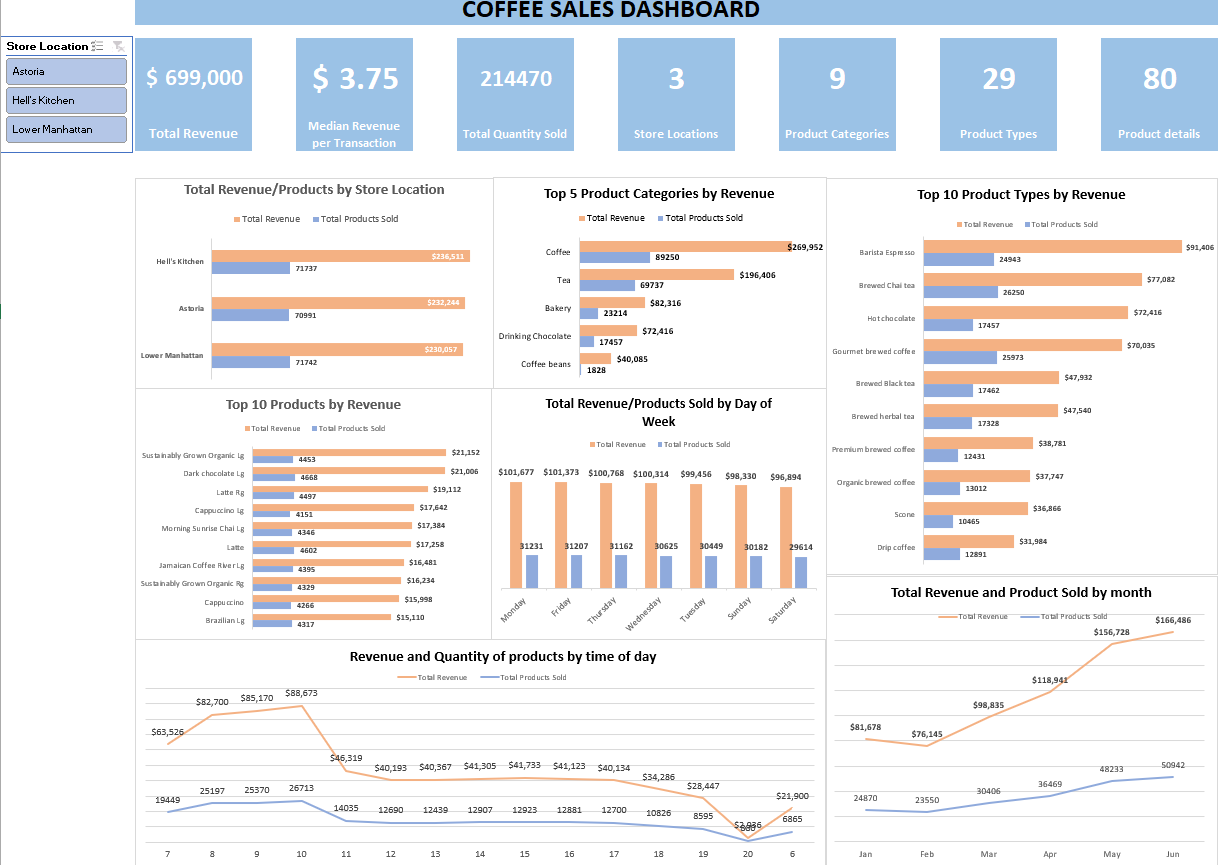 COFFEE SALES DASHBOARD
Store Location
Astoria
Hell's Kitchen
Lower Manhattan
$ 699,000
Total Revenue
$ 3.75
Median Revenue
per Transaction
214470
Total Quantity Sold
3
Store Locations
9
Product Categories
29
Product Types
80
Product details
Total Revenue/Products by Store Location
Total Revenue Total Products Sold
Hell's Kitchen $236,511
71737
Astoria $232,244
70991
Lower Manhattan $230,057
71742
Top 5 Product Categories by Revenue
Total Revenue Total Products Sold
Coffee $269,952
89250
Tea $196,406
69737
Bakery $82,316
23214
Drinking Chocolate $72,416
17457
Coffee beans $40,085
1828
Top 10 Product Types by Revenue
Total Revenue Total Products Sold
Barista Espresso $91,406
24943
Brewed Chai tea $77,082
26250
Hot chocolate $72,416
17457
Gourmet brewed coffee $70,035
25973
Brewed Black tea $47,932
17462
Brewed herbal tea $47,540
17328
Premium brewed coffee $38,781
12431
Organic brewed coffee $37,747
13012
Scone $36,866
10465
Drip coffee $31,984
12891
Top 10 Products by Revenue
Total Revenue Total Products Sold
Sustainably Grown Organic Lg $21,152
4453
Dark chocolate Lg $21,006
4668
Latte Rg $19,112
4497
Cappuccino Lg $17,642
4151
Morning Sunrise Chai Lg $17,384
4346
Latte $17,258
4602
Jamaican Coffee River Lg $16,481
4395
Sustainably Grown Organic Rg $16,234
4329
Cappuccino $15,998
4266
Brazilian Lg $15,110
4317
Total Revenue/Products Sold by Day of
Week
Total Revenue Total Products Sold
$101,677 $101,373 $100,768 $100,314 $99,456 $98,330 $96,894
31231 31207 31162 30625 30449 30182 29614
Monday Friday Thursday Wednesday Tuesday Sunday Saturday
Total Revenue and Product Sold by month
Total Revenue Total Products Sold
$81,678 $76,145 $98,835 $118,941 $156,728 $166,486
24870 23550 30406 36469 48233 50942
Jan Feb Mar Apr May Jun
Revenue and Quantity of products by time of day
Total Revenue Total Products Sold
$63,526 $82,700 $85,170 $88,673 $46,319 $40,193 $40,367 $41,305 $41,733 $41,123 $40,134 $34,286 $28,447 $2,936 $21,900
19449 25197 25370 26713 14035 12690 12439 12907 12923 12881 12700 10826 8595 6865
7 8 9 10 11 12 13 14 15 16 17 18 19 20 6